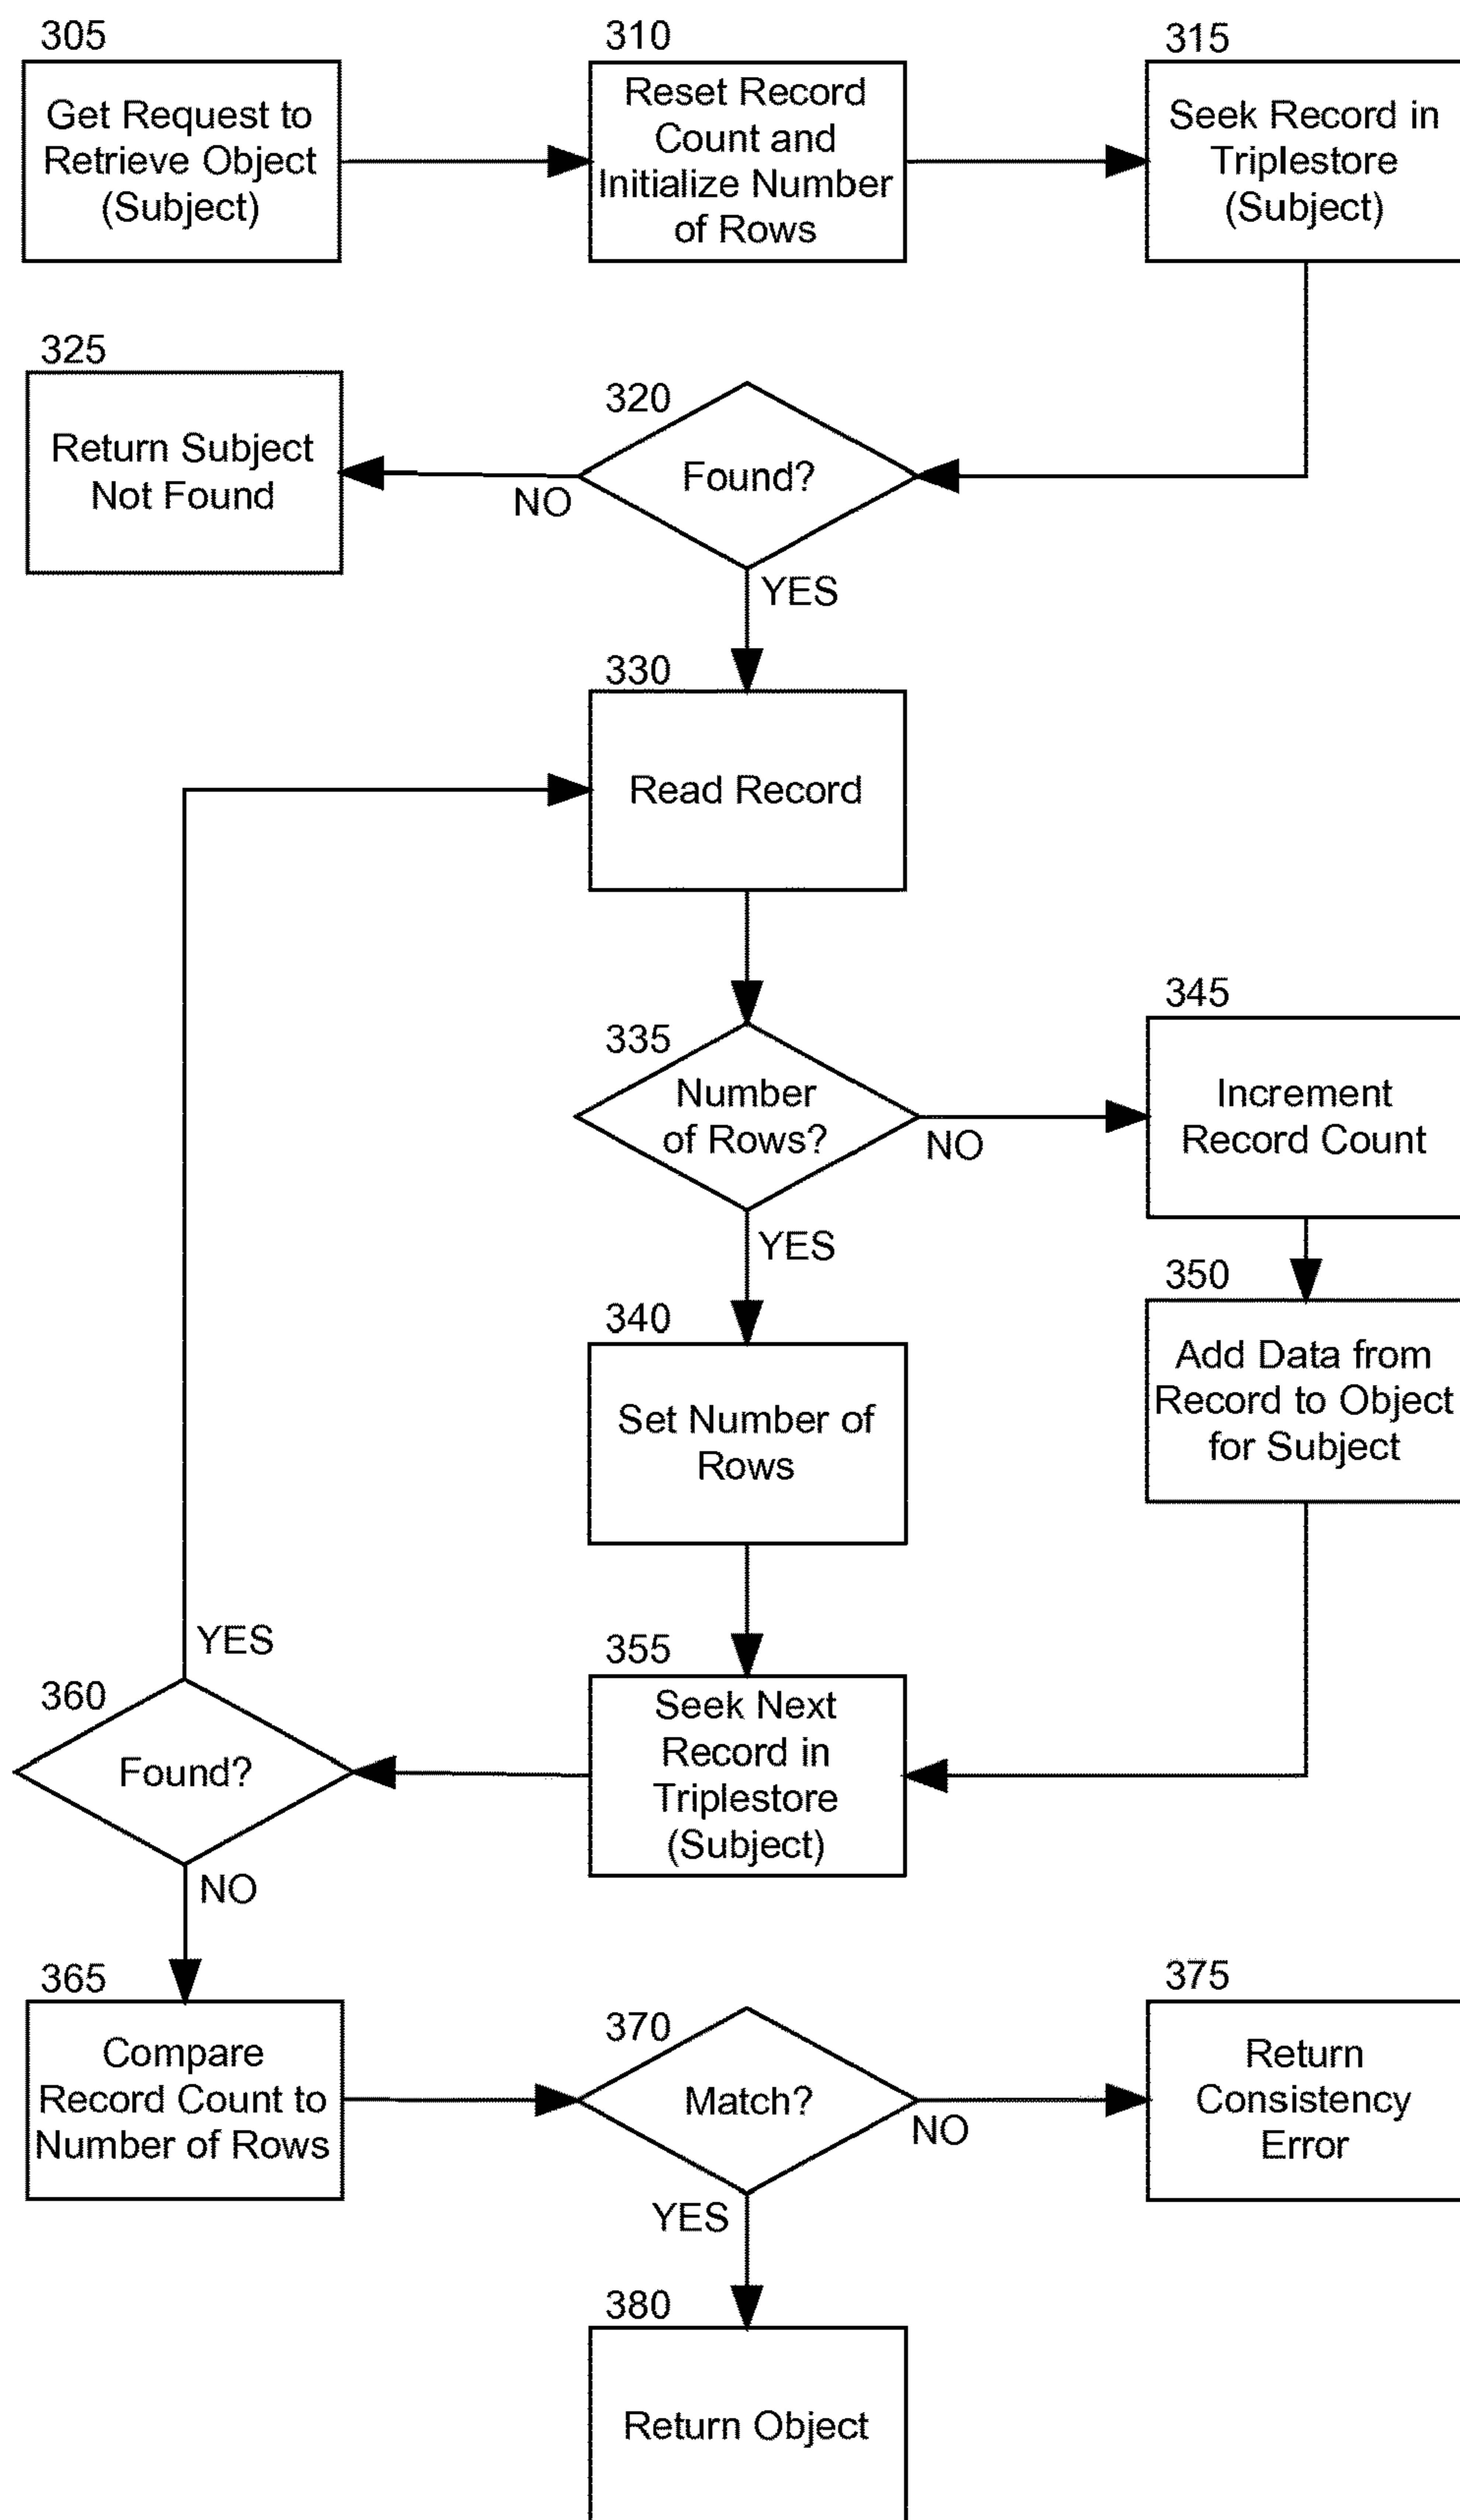 305
Get Request to
Retrieve Object
(Subject)
310
Reset Record
Count and
Initialize Number
of Rows
315
Seek Record in
Triplestore
(Subject)
325
Return Subject
Not Found
320
Found?
NO
YES
330
Read Record
335
Number
of Rows?
NO
YES
345
Increment
Record Count
340
Set Number of
Rows
350
Add Data from
Record to Object
for Subject
355
Seek Next
Record in
Triplestore
(Subject)
YES
360
Found?
NO
365
Compare
Record Count to
Number of Rows
370
Match?
NO
YES
375
Return
Consistency
Error
380
Return Object